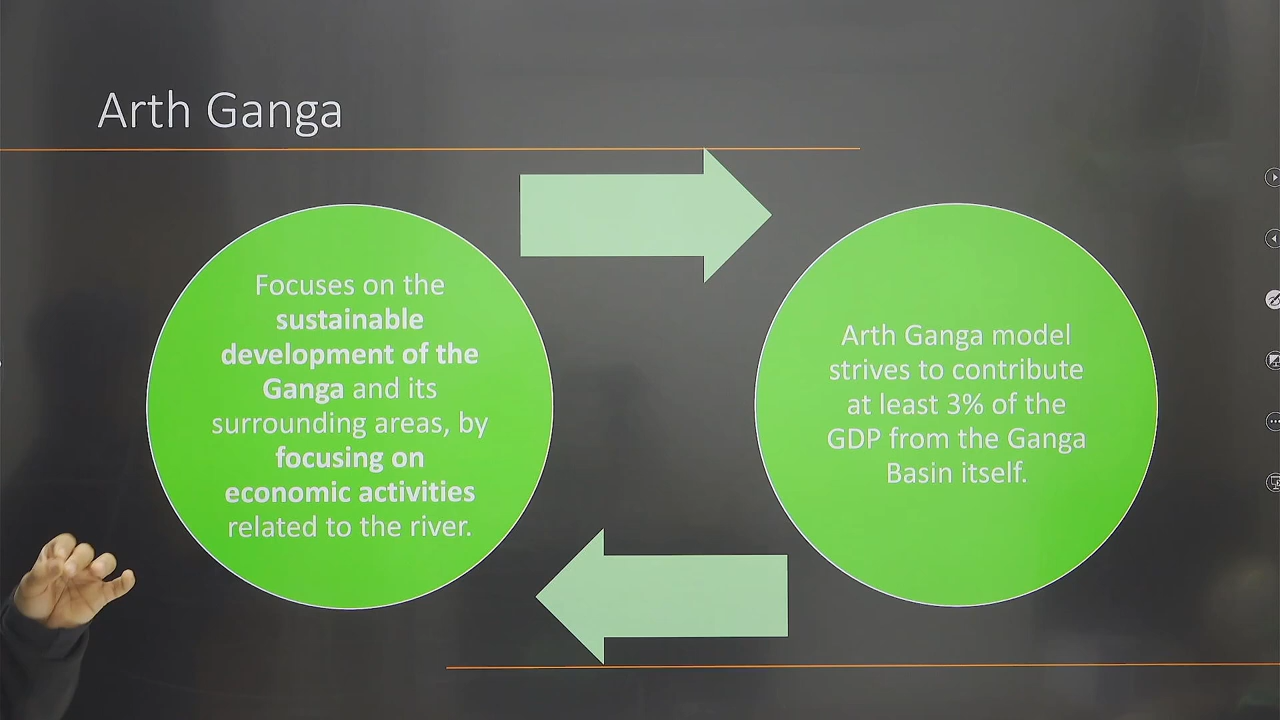 Arth Ganga
Focuses on the
sustainable
development of the
Ganga and its
surrounding areas, by
focusing on
economic activities
related to the river.
Arth Ganga model
strives to contribute
at least 3% of the
GDP from the Ganga
Basin itself.